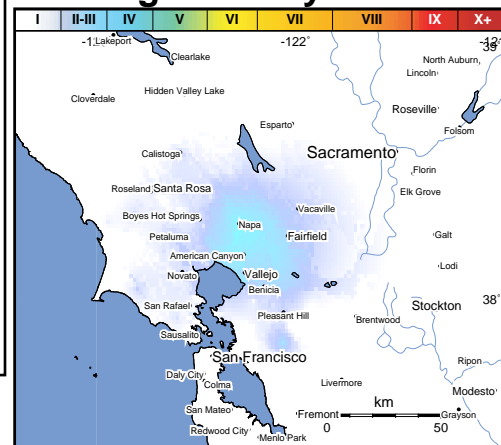 I II-III IV V VI VII VIII IX X+
-122°
39°
Lakeport
Clearlake
North Auburn
Lincoln
Cloverdale
Hidden Valley Lake
Roseville
Esparto
Folsom
Calistoga
Sacramento
Florin
Roseland
Santa Rosa
Elk Grove
Boyes Hot Springs
Vacaville
Napa
Petaluma
Fairfield
Galt
American Canyon
Lodi
Novato
Vallejo
Benicia
38°
San Rafael
Stockton
Pleasant Hill
Brentwood
Sausalito
San Francisco
Ripon
Daly City
Colma
Livermore
Modesto
km
San Mateo
Fremont
0
50
Grayson
Redwood City
Menlo Park